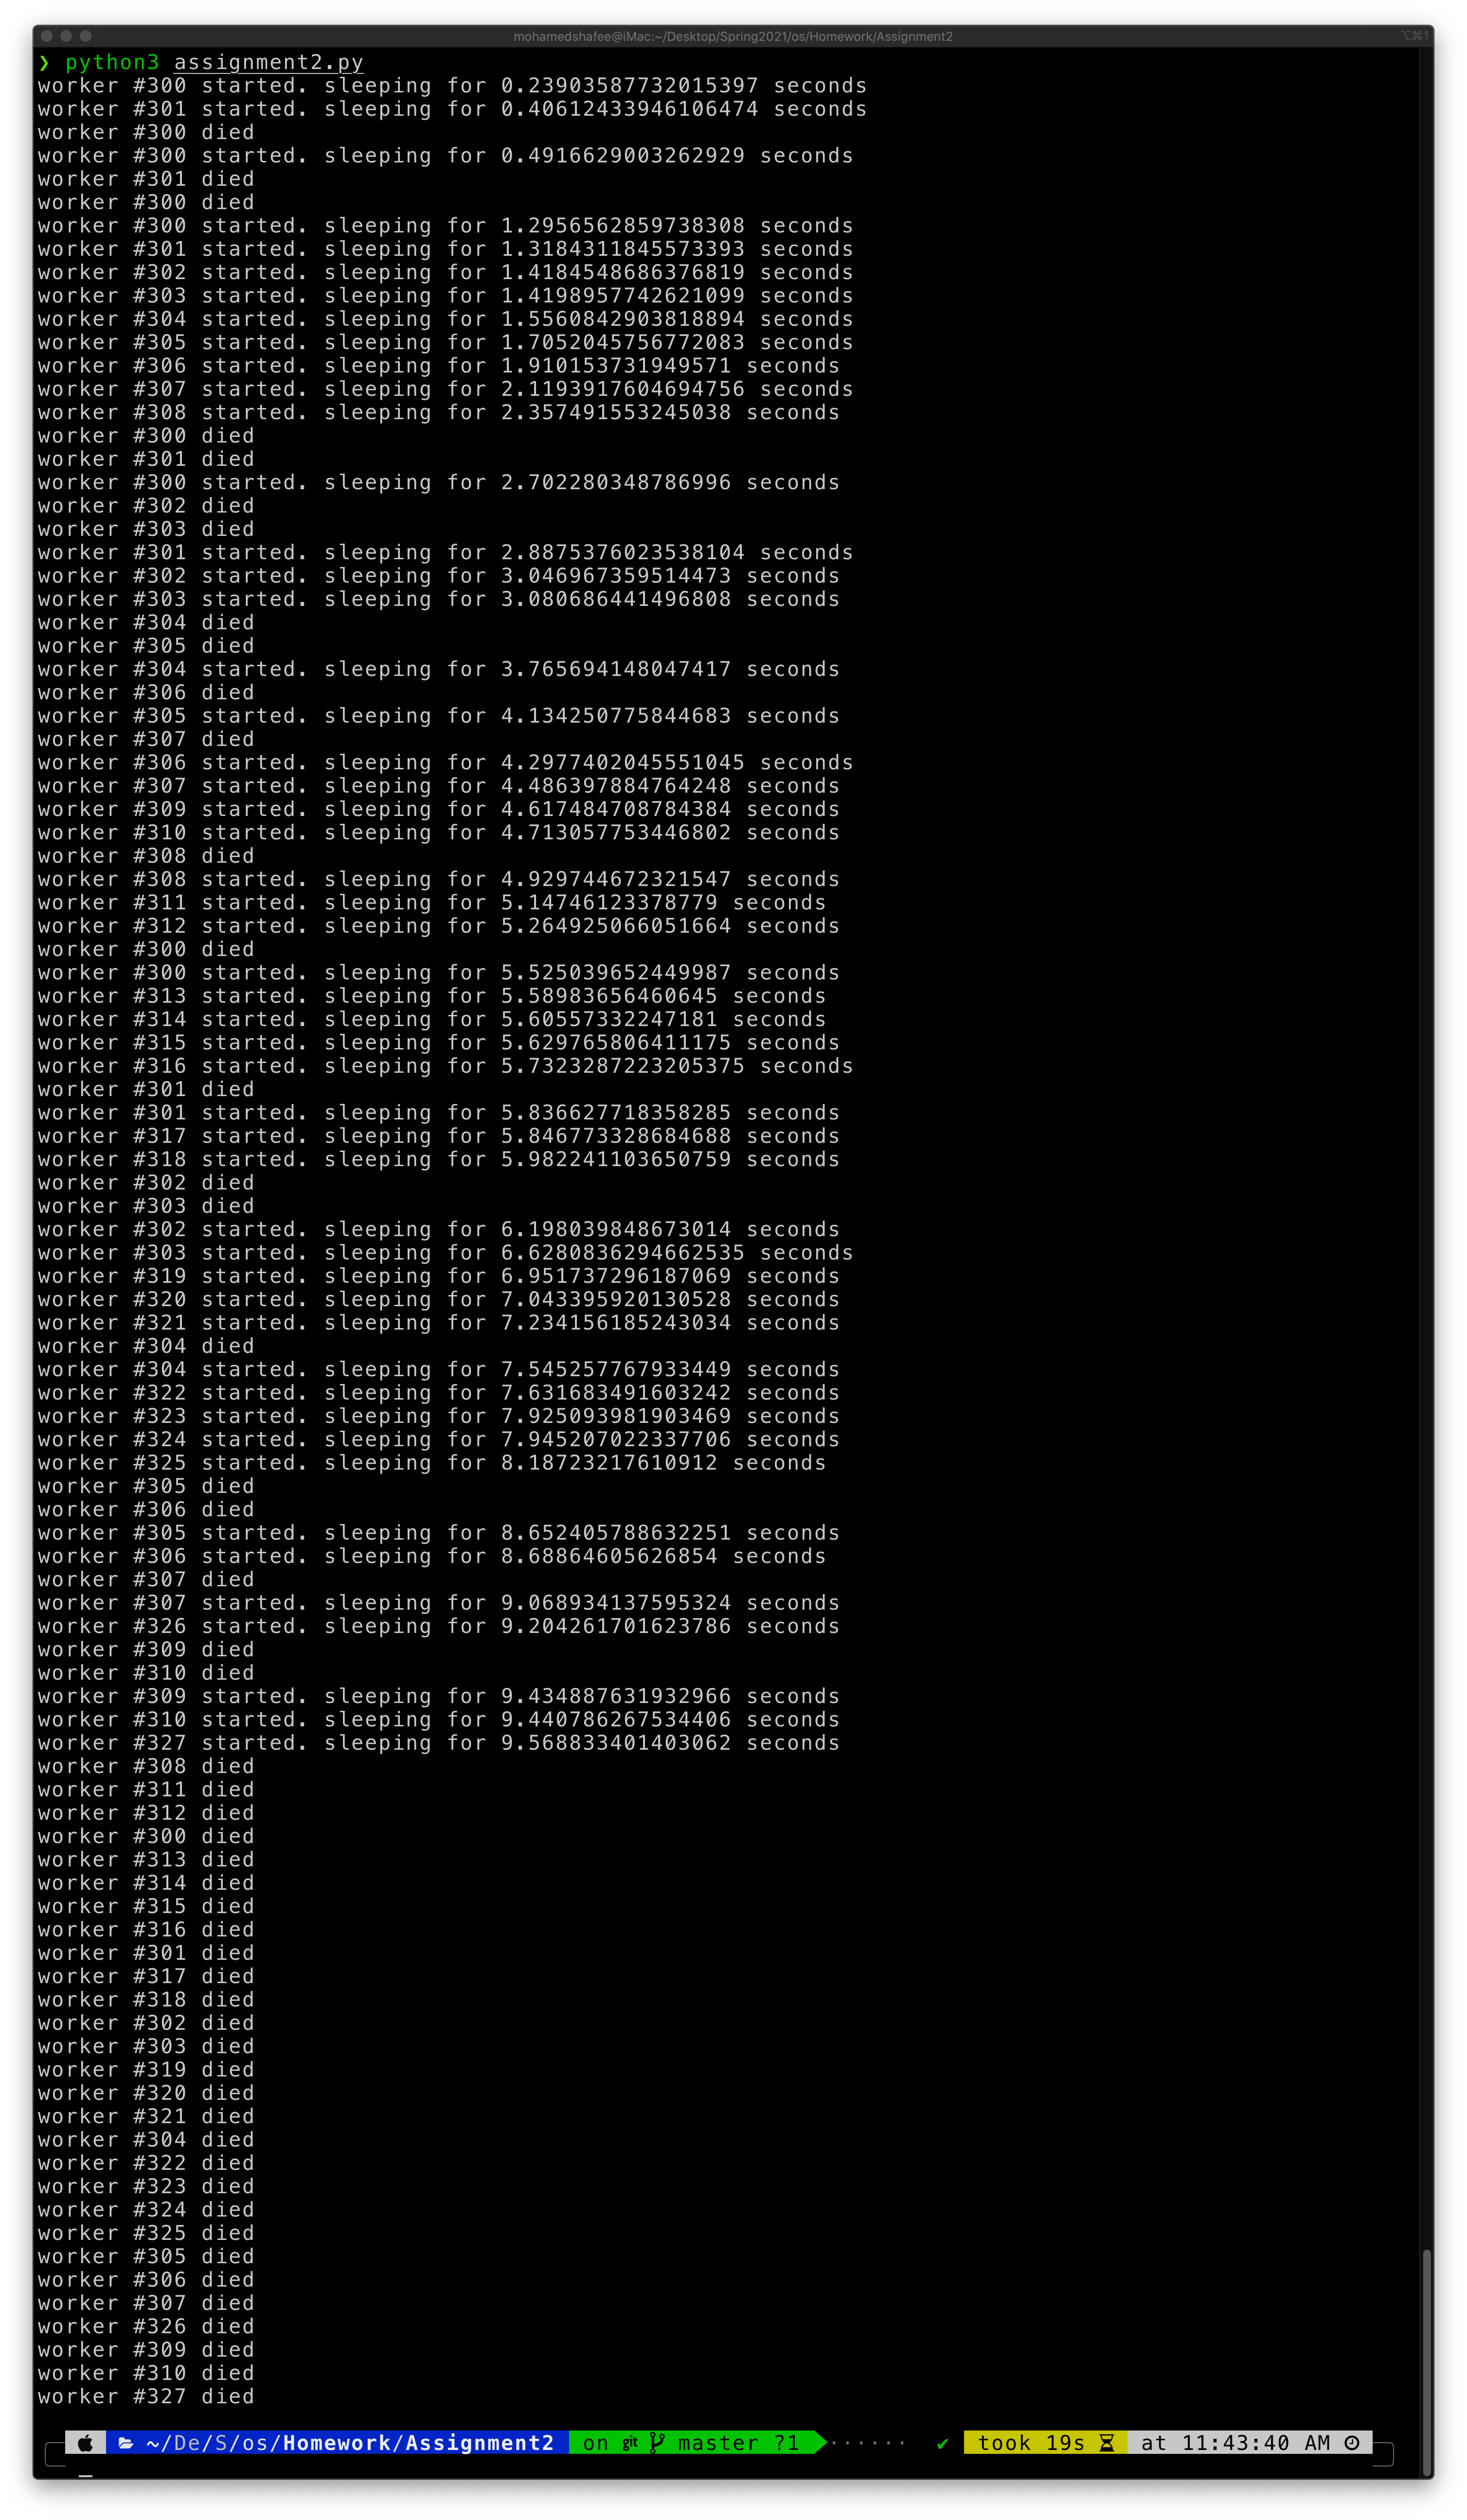 mohamedshafee@iMac:~/Desktop/Spring2021/os/Homework/Assignment2 ⌥⌘1
❯ python3 assignment2.py
worker #300 started. sleeping for 0.23903587732015397 seconds
worker #301 started. sleeping for 0.40612433946106474 seconds
worker #300 died
worker #300 started. sleeping for 0.4916629003262929 seconds
worker #301 died
worker #300 died
worker #300 started. sleeping for 1.2956562859738308 seconds
worker #301 started. sleeping for 1.3184311845573393 seconds
worker #302 started. sleeping for 1.4184548686376819 seconds
worker #303 started. sleeping for 1.4198957742621099 seconds
worker #304 started. sleeping for 1.5560842903818894 seconds
worker #305 started. sleeping for 1.7052045756772083 seconds
worker #306 started. sleeping for 1.910153731949571 seconds
worker #307 started. sleeping for 2.1193917604694756 seconds
worker #308 started. sleeping for 2.357491553245038 seconds
worker #300 died
worker #301 died
worker #300 started. sleeping for 2.702280348786996 seconds
worker #302 died
worker #303 died
worker #301 started. sleeping for 2.8875376023538104 seconds
worker #302 started. sleeping for 3.046967359514473 seconds
worker #303 started. sleeping for 3.080686441496808 seconds
worker #304 died
worker #305 died
worker #304 started. sleeping for 3.765694148047417 seconds
worker #306 died
worker #305 started. sleeping for 4.134250775844683 seconds
worker #307 died
worker #306 started. sleeping for 4.2977402045551045 seconds
worker #307 started. sleeping for 4.486397884764248 seconds
worker #309 started. sleeping for 4.617484708784384 seconds
worker #310 started. sleeping for 4.713057753446802 seconds
worker #308 died
worker #308 started. sleeping for 4.929744672321547 seconds
worker #311 started. sleeping for 5.14746123378779 seconds
worker #312 started. sleeping for 5.264925066051664 seconds
worker #300 died
worker #300 started. sleeping for 5.525039652449987 seconds
worker #313 started. sleeping for 5.58983656460645 seconds
worker #314 started. sleeping for 5.60557332247181 seconds
worker #315 started. sleeping for 5.629765806411175 seconds
worker #316 started. sleeping for 5.7323287223205375 seconds
worker #301 died
worker #301 started. sleeping for 5.836627718358285 seconds
worker #317 started. sleeping for 5.846773328684688 seconds
worker #318 started. sleeping for 5.982241103650759 seconds
worker #302 died
worker #303 died
worker #302 started. sleeping for 6.198039848673014 seconds
worker #303 started. sleeping for 6.6280836294662535 seconds
worker #319 started. sleeping for 6.951737296187069 seconds
worker #320 started. sleeping for 7.043395920130528 seconds
worker #321 started. sleeping for 7.234156185243034 seconds
worker #304 died
worker #304 started. sleeping for 7.545257767933449 seconds
worker #322 started. sleeping for 7.631683491603242 seconds
worker #323 started. sleeping for 7.925093981903469 seconds
worker #324 started. sleeping for 7.945207022337706 seconds
worker #325 started. sleeping for 8.18723217610912 seconds
worker #305 died
worker #306 died
worker #305 started. sleeping for 8.652405788632251 seconds
worker #306 started. sleeping for 8.68864605626854 seconds
worker #307 died
worker #307 started. sleeping for 9.068934137595324 seconds
worker #326 started. sleeping for 9.204261701623786 seconds
worker #309 died
worker #310 died
worker #309 started. sleeping for 9.434887631932966 seconds
worker #310 started. sleeping for 9.440786267534406 seconds
worker #327 started. sleeping for 9.568833401403062 seconds
worker #308 died
worker #311 died
worker #312 died
worker #300 died
worker #313 died
worker #314 died
worker #315 died
worker #316 died
worker #301 died
worker #317 died
worker #318 died
worker #302 died
worker #303 died
worker #319 died
worker #320 died
worker #321 died
worker #304 died
worker #322 died
worker #323 died
worker #324 died
worker #325 died
worker #305 died
worker #306 died
worker #307 died
worker #326 died
worker #309 died
worker #310 died
worker #327 died
~/De/S/os/Homework/Assignment2 on git master ?1 ······ ✔ took 19s at 11:43:40 AM